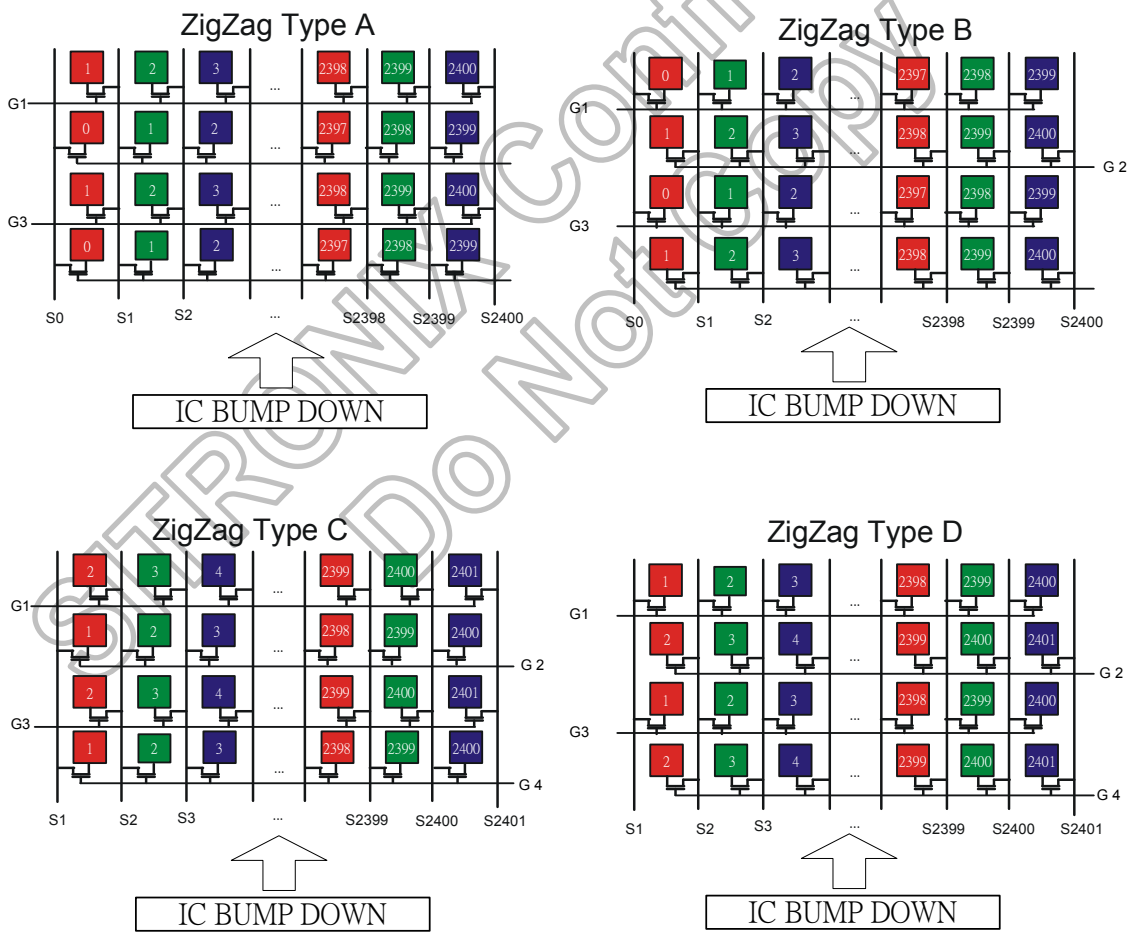 ZigZag Type A
1 2 3 2398 2399 2400
...
G1
0 1 2 2397 2398 2399
...
1 2 3 2398 2399 2400
...
G3
0 1 2 2397 2398 2399
...
S0 S1 S2 ... S2398 S2399 S2400
IC BUMP DOWN
ZigZag Type B
0 1 2 2397 2398 2399
...
G1
1 2 3 2398 2399 2400
...
G 2
0 1 2 2397 2398 2399
...
G3
1 2 3 2398 2399 2400
...
S0 S1 S2 ... S2398 S2399 S2400
IC BUMP DOWN
ZigZag Type C
2 3 4 2399 2400 2401
...
G1
1 2 3 2398 2399 2400
...
G 2
2 3 4 2399 2400 2401
...
G3
1 2 3 2398 2399 2400
...
G 4
S1 S2 S3 ... S2399 S2400 S2401
IC BUMP DOWN
ZigZag Type D
1 2 3 2398 2399 2400
...
G1
2 3 4 2399 2400 2401
...
G 2
1 2 3 2398 2399 2400
...
G3
2 3 4 2399 2400 2401
...
G 4
S1 S2 S3 ... S2399 S2400 S2401
IC BUMP DOWN
SITRONIX
Do Not Copy